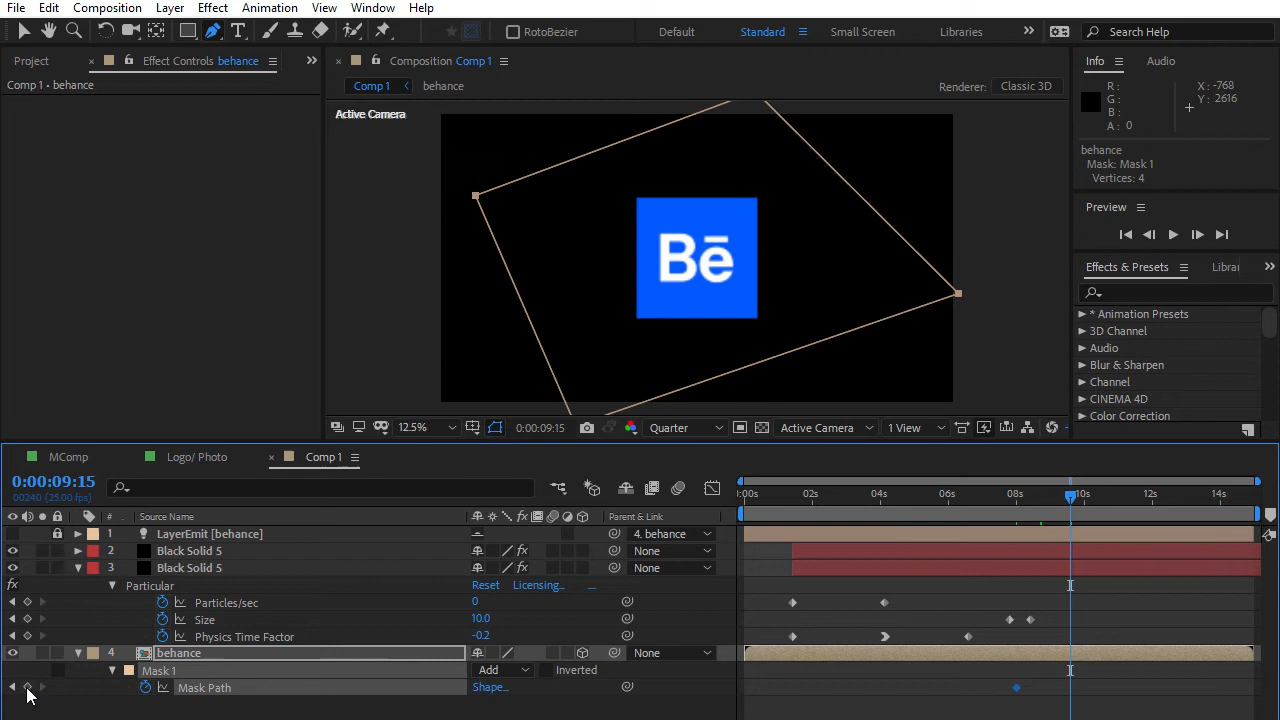 File Edit Composition Layer Effect Animation View Window Help
RotoBezier Default Standard Small Screen Libraries Search Help
Project Effect Controls behance Composition Comp 1 Info Audio
Comp 1 • behance Comp 1 behance Renderer: Classic 3D
R: X: -768
G: Y: 2616
B:
A: 0
Active Camera
behance
Mask: Mask 1
Vertices: 4
Preview
Bē
Effects & Presets Librar
* Animation Presets
3D Channel
Audio
Blur & Sharpen
Channel
CINEMA 4D
Color Correction
12.5% 0:00:09:15 Quarter Active Camera 1 View
MComp Logo/ Photo Comp 1
0:00:09:15
00240 (25.00 fps)
:00s 02s 04s 06s 08s 10s 12s 14s
# Source Name Parent & Link
1 LayerEmit [behance] 4. behance
2 Black Solid 5 None
3 Black Solid 5 None
Particular Reset Licensing... ...
Particles/sec 0
Size 10.0
Physics Time Factor -0.2
4 behance None
Mask 1 Add Inverted
Mask Path Shape...